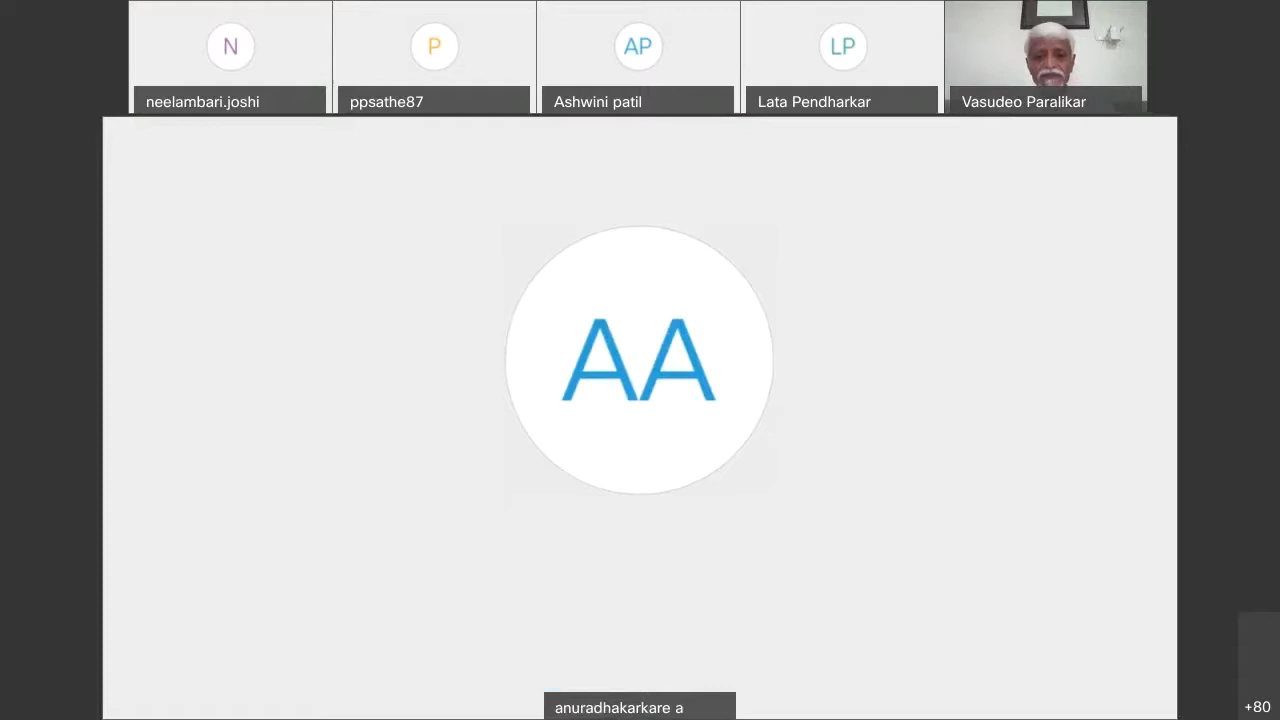 N
P
AP
LP
neelambari.joshi
ppsathe87
Ashwini patil
Lata Pendharkar
Vasudeo Paralikar
AA
anuradhakarkare a
+80